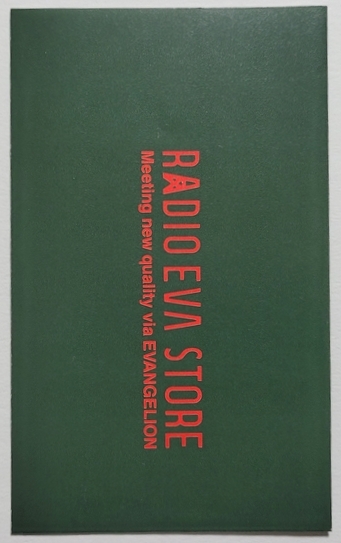 RADIO EVA STORE
Meeting new quality via EVANGELION